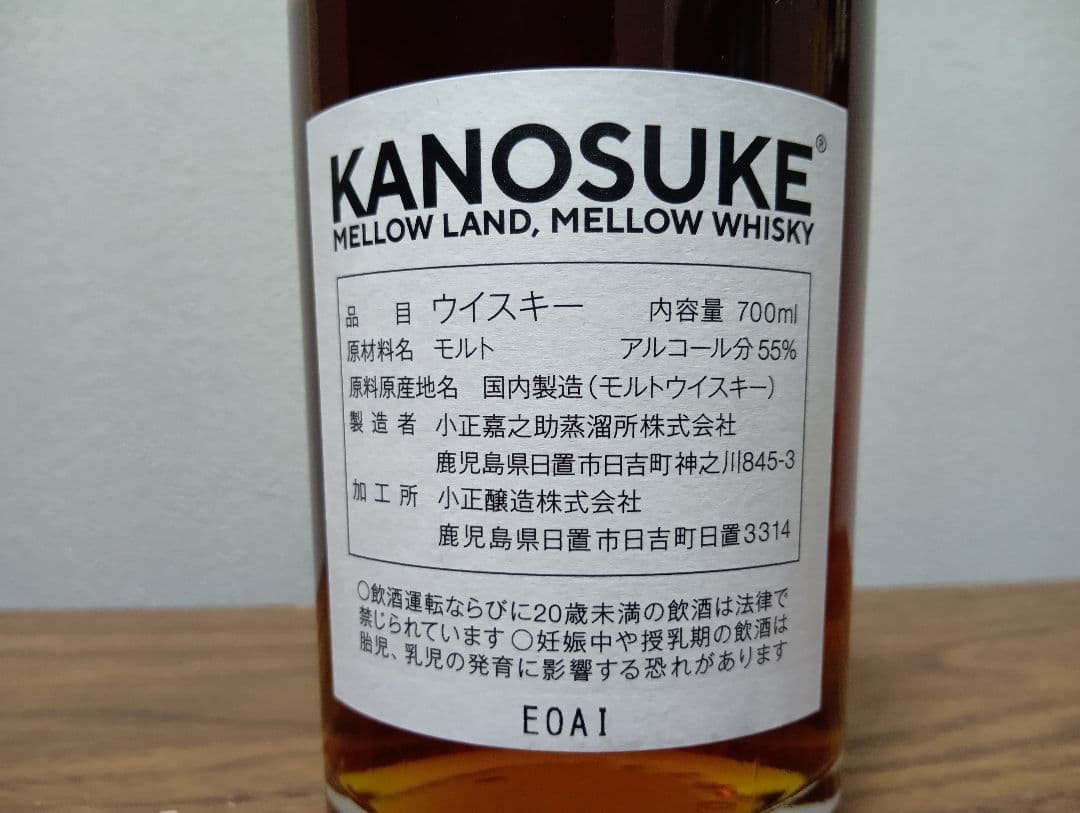 KANOSUKE®
MELLOW LAND, MELLOW WHISKY
品目 ウイスキー 内容量 700ml
原材料名 モルト アルコール分55%
原料原産地名 国内製造(モルトウイスキー)
製造者 小正嘉之助蒸溜所株式会社
鹿児島県日置市日吉町神之川845-3
加工所 小正醸造株式会社
鹿児島県日置市日吉町日置3314
○飲酒運転ならびに20歳未満の飲酒は法律で
禁じられています○妊娠中や授乳期の飲酒は
胎児、乳児の発育に影響する恐れがあります
E0AI